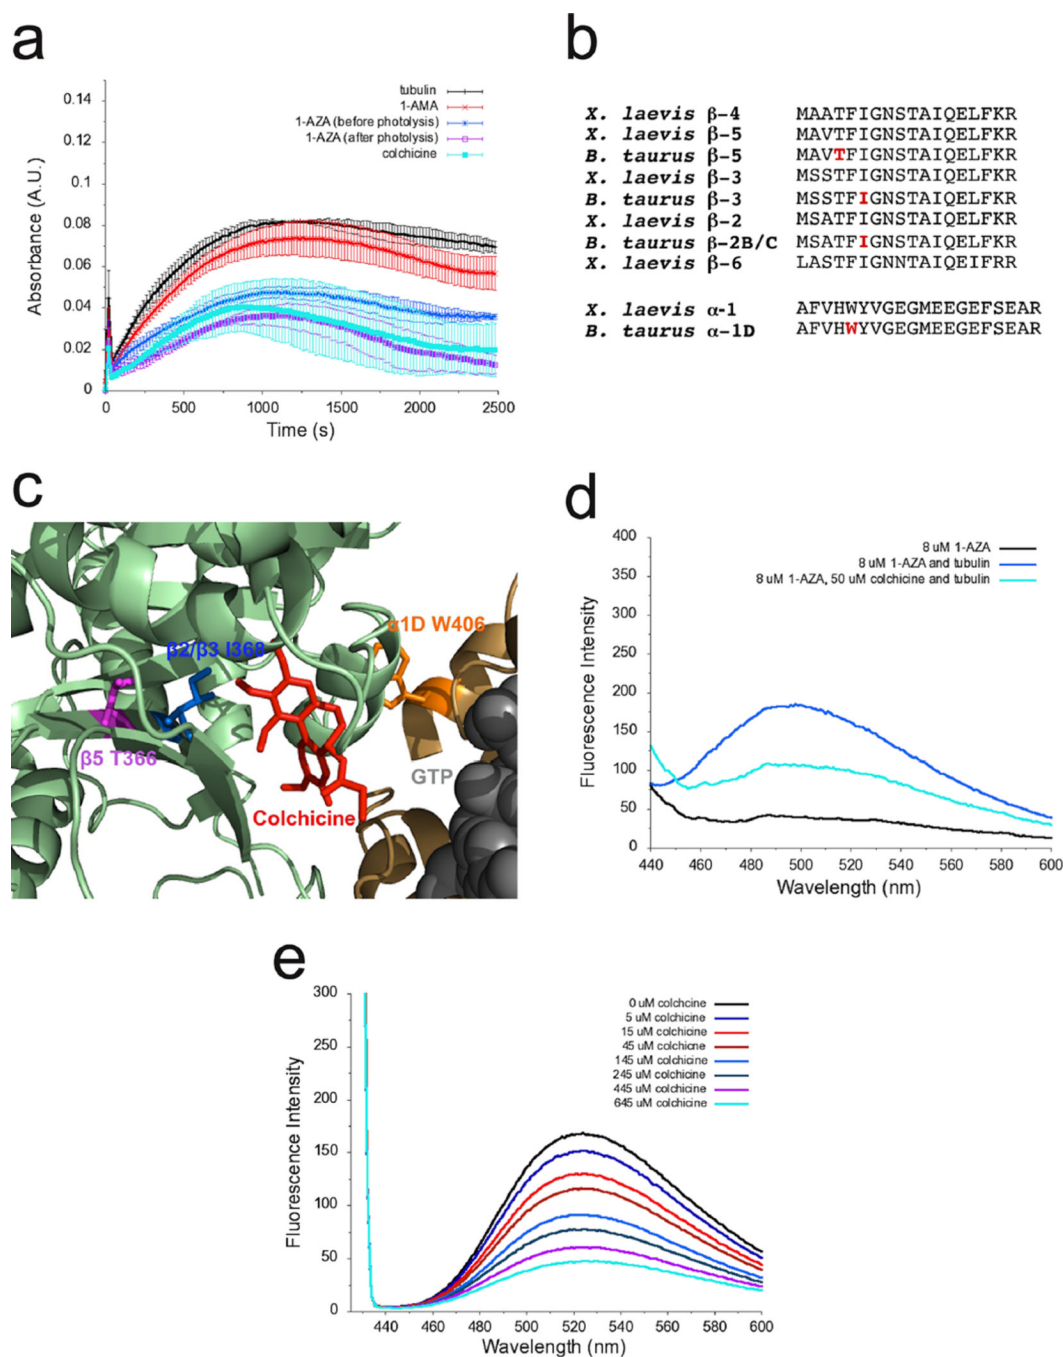 a
0.14
0.12
0.1
0.08
0.06
0.04
0.02
0
Absorbance (A.U.)
tubulin
1-AMA
1-AZA (before photolysis)
1-AZA (after photolysis)
colchicine
0 500 1000 1500 2000 2500
Time (s)
b
X. laevis β-4 MAATFIGNSTAIQELFKR
X. laevis β-5 MAVTFIGNSTAIQELFKR
B. taurus β-5 MAVTFIGNSTAIQELFKR
X. laevis β-3 MSSTFIGNSTAIQELFKR
B. taurus β-3 MSSTFIGNSTAIQELFKR
X. laevis β-2 MSATFIGNSTAIQELFKR
B. taurus β-2B/C MSATFIGNSTAIQELFKR
X. laevis β-6 LASTFIGNNTAIQEIFRR
X. laevis α-1 AFVHWYVGEGMEEGEFSEAR
B. taurus α-1D AFVHWYVGEGMEEGEFSEAR
c
α1D W406
β2/β3 I368
β5 T366
GTP
Colchicine
d
400
350
300
250
200
150
100
50
0
Fluorescence Intensity
8 uM 1-AZA
8 uM 1-AZA and tubulin
8 uM 1-AZA, 50 uM colchicine and tubulin
440 460 480 500 520 540 560 580 600
Wavelength (nm)
e
300
250
200
150
100
50
0
Fluorescence Intensity
0 uM colchcine
5 uM colchicine
15 uM colchicine
45 uM colchicine
145 uM colchicine
245 uM colchicine
445 uM colchicine
645 uM colchicine
440 460 480 500 520 540 560 580 600
Wavelength (nm)